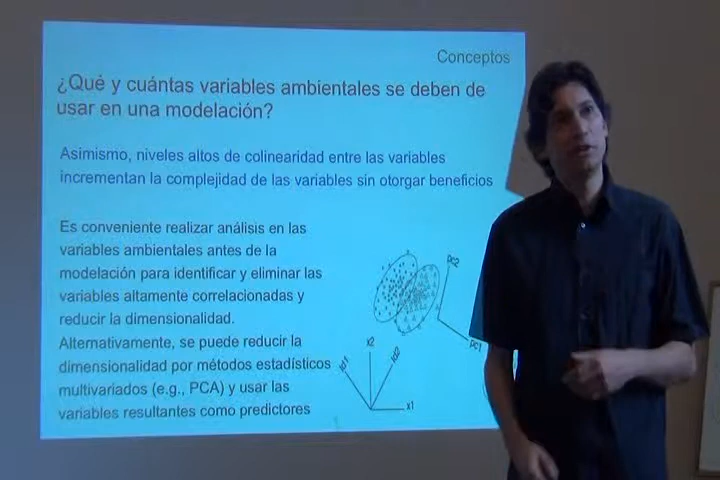 Conceptos
¿Qué y cuántas variables ambientales se deben de
usar en una modelación?
Asimismo, niveles altos de colinearidad entre las variables
incrementan la complejidad de las variables sin otorgar beneficios
Es conveniente realizar análisis en las
variables ambientales antes de la
modelación para identificar y eliminar las
variables altamente correlacionadas y
reducir la dimensionalidad.
Alternativamente, se puede reducir la
dimensionalidad por métodos estadísticos
multivariados (e.g., PCA) y usar las
variables resultantes como predictores
PC2
PC1
x2
x1